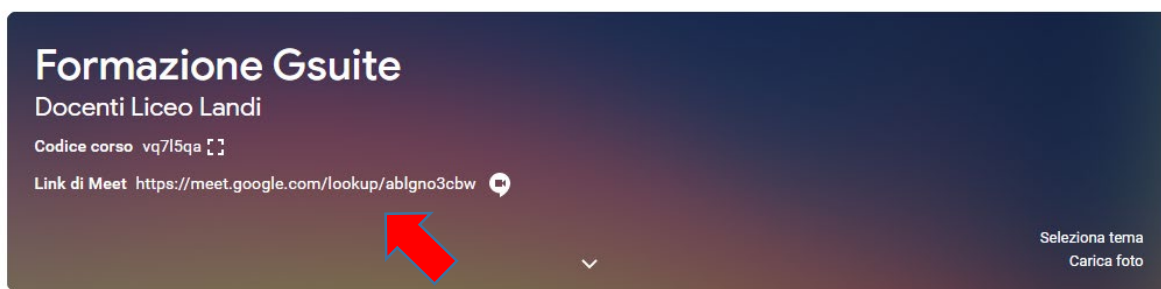 Formazione Gsuite
Docenti Liceo Landi
Codice corso vq7l5qa
Link di Meet https://meet.google.com/lookup/ablgno3cbw
Seleziona tema
Carica foto